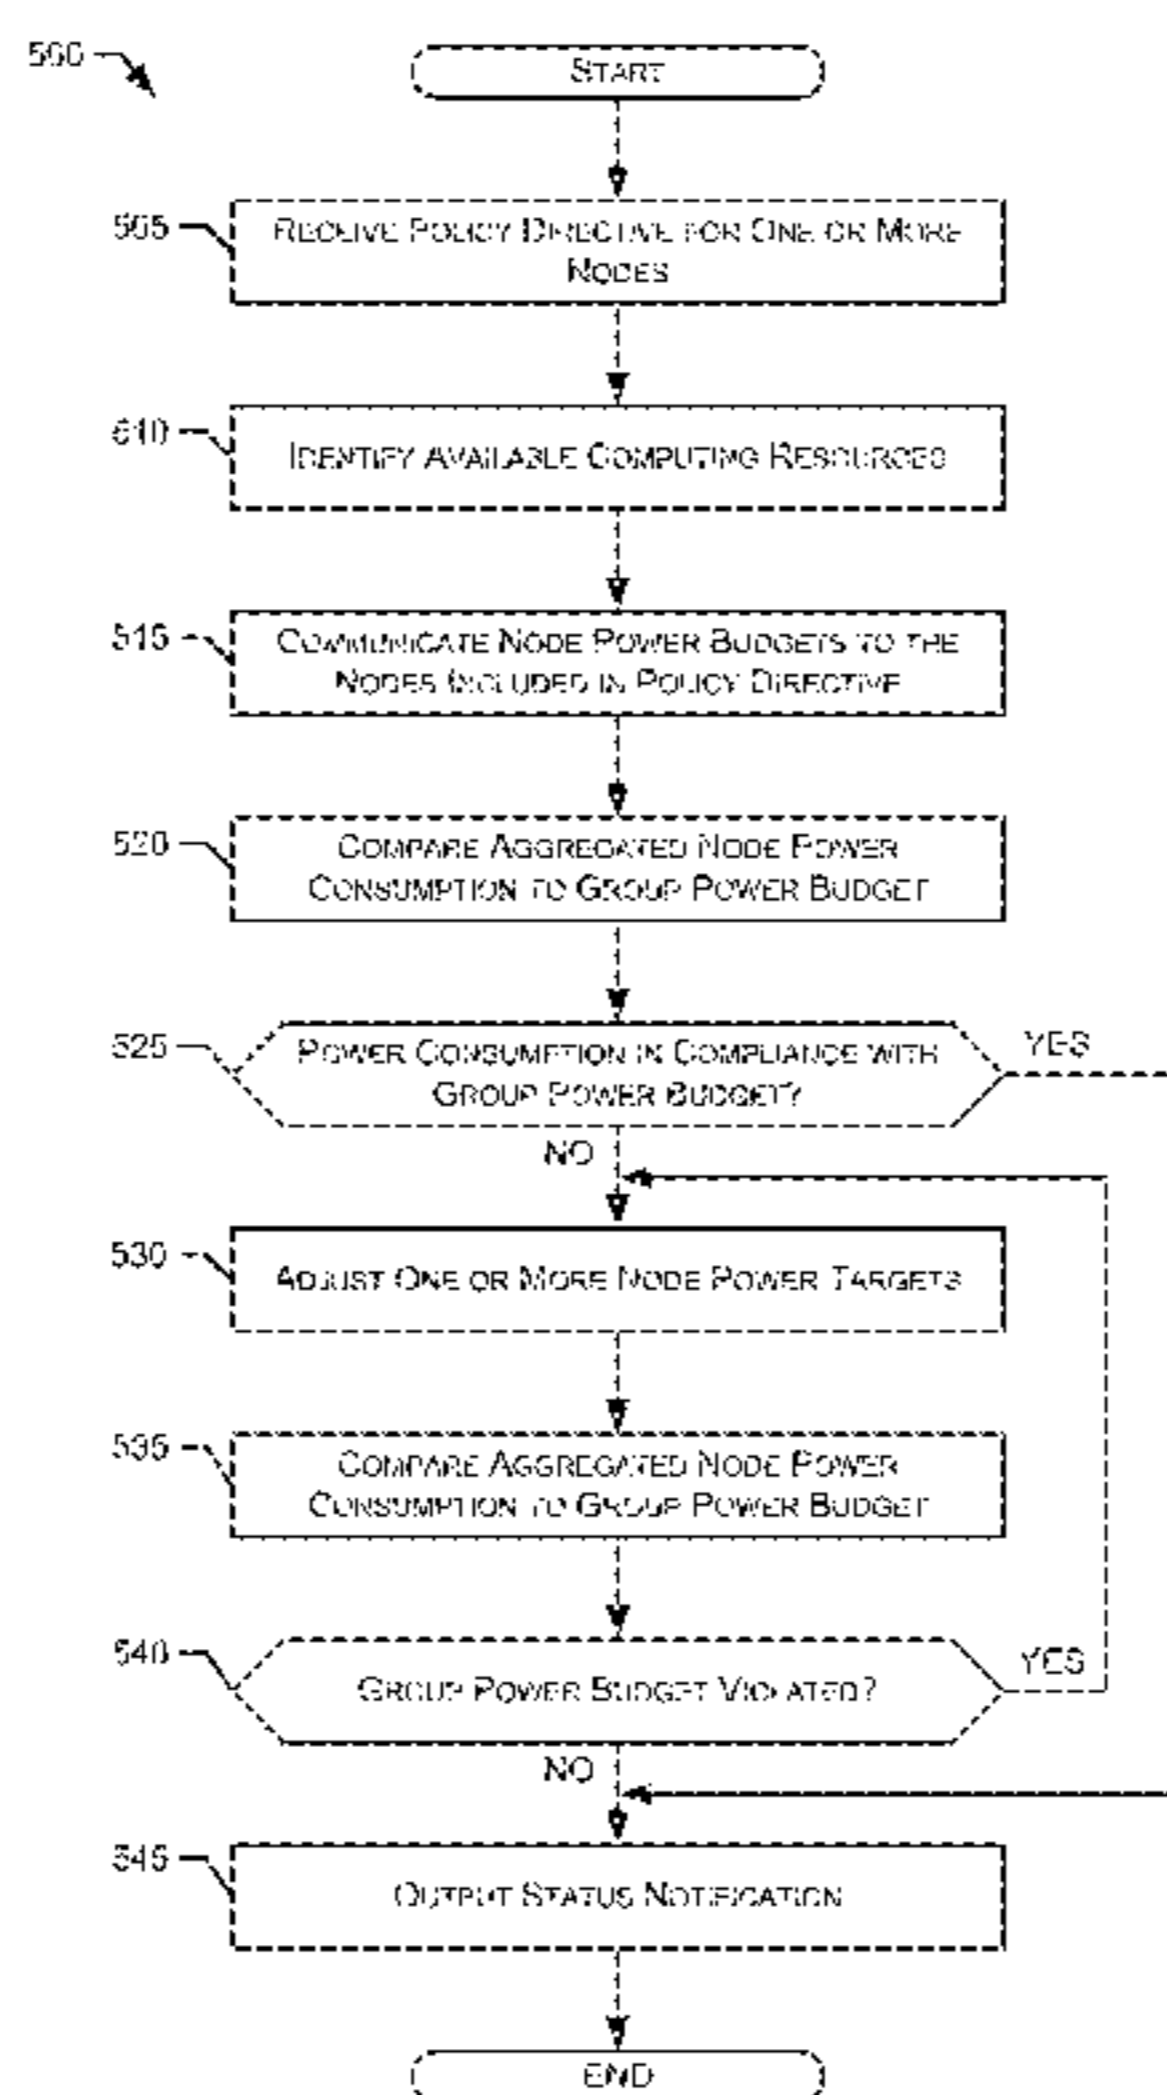 500
START
505
RECEIVE POLICY DIRECTIVE FOR ONE OR MORE
NODES
510
IDENTIFY AVAILABLE COMPUTING RESOURCES
515
COMMUNICATE NODE POWER BUDGETS TO THE
NODES INCLUDED IN POLICY DIRECTIVE
520
COMPARE AGGREGATED NODE POWER
CONSUMPTION TO GROUP POWER BUDGET
525
POWER CONSUMPTION IN COMPLIANCE WITH
GROUP POWER BUDGET?
YES
NO
530
ADJUST ONE OR MORE NODE POWER TARGETS
535
COMPARE AGGREGATED NODE POWER
CONSUMPTION TO GROUP POWER BUDGET
540
GROUP POWER BUDGET VIOLATED?
YES
NO
545
OUTPUT STATUS NOTIFICATION
END